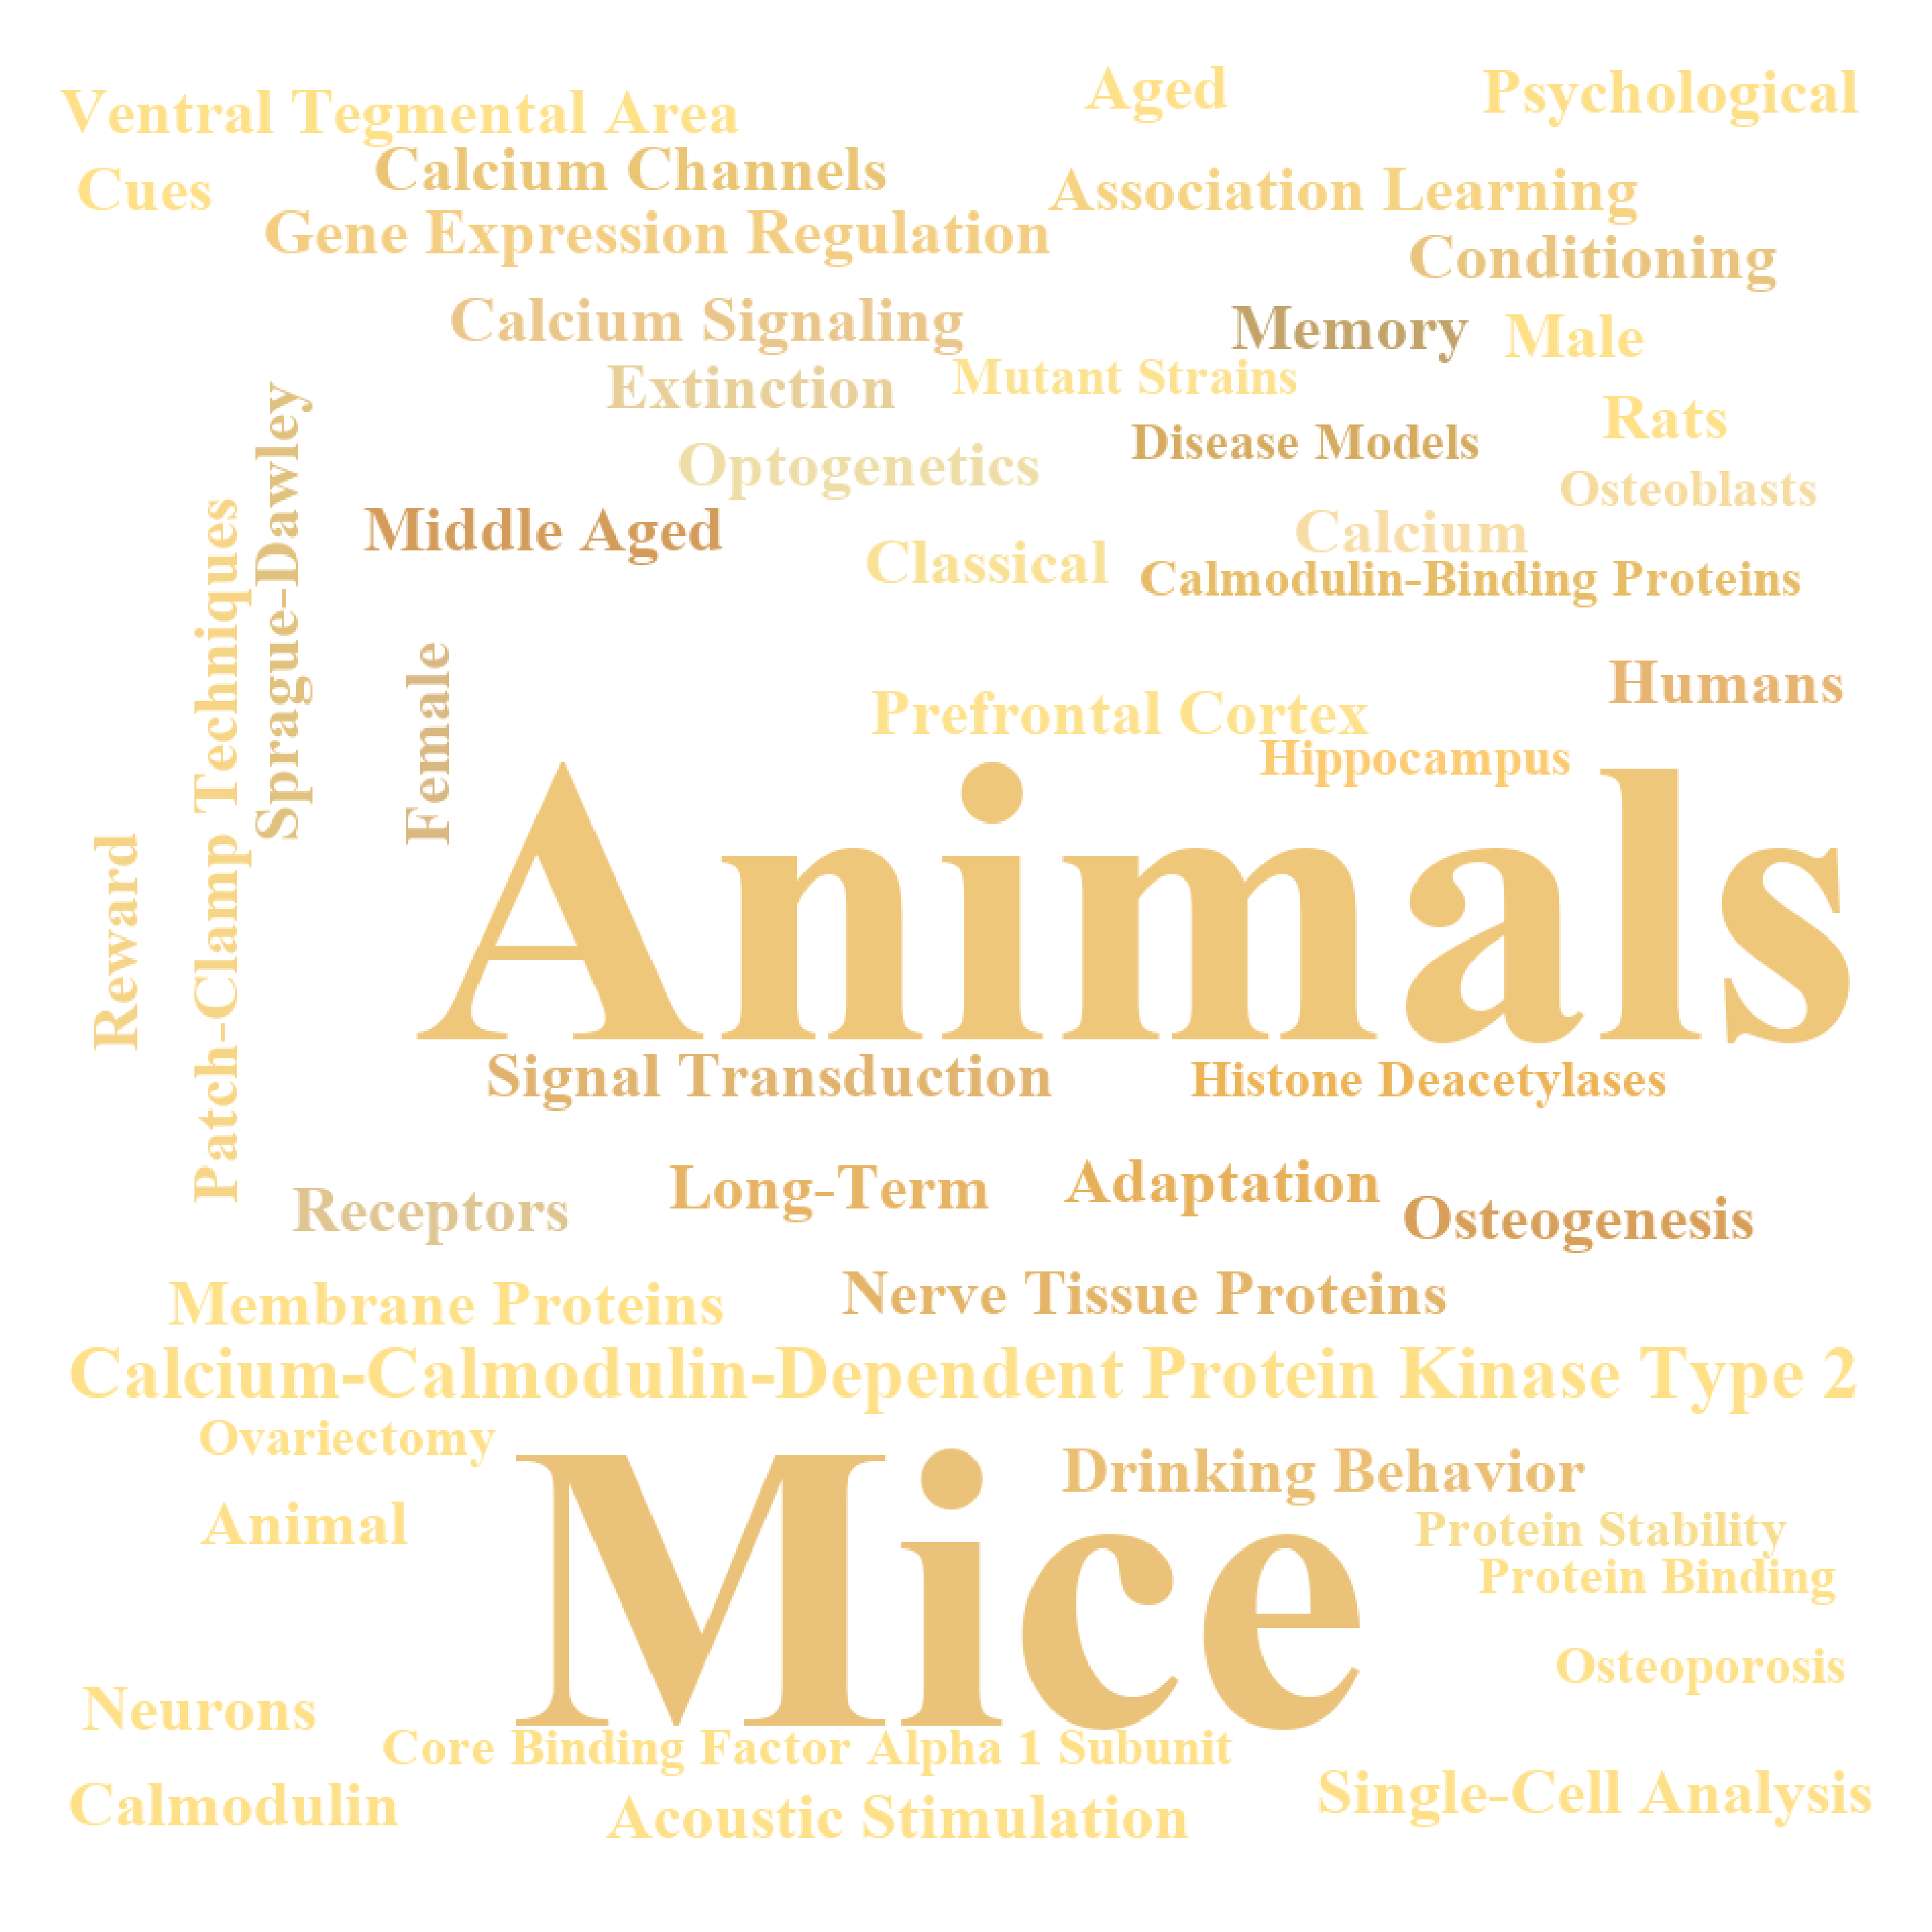 Aged
Psychological
Ventral Tegmental Area
Calcium Channels
Cues
Association Learning
Gene Expression Regulation
Conditioning
Calcium Signaling
Memory
Male
Extinction
Mutant Strains
Rats
Disease Models
Optogenetics
Osteoblasts
Middle Aged
Calcium
Classical
Calmodulin-Binding Proteins
Sprague-Dawley
Patch-Clamp Techniques
Female
Reward
Humans
Prefrontal Cortex
Hippocampus
Animals
Signal Transduction
Histone Deacetylases
Long-Term
Adaptation
Receptors
Osteogenesis
Membrane Proteins
Nerve Tissue Proteins
Calcium-Calmodulin-Dependent Protein Kinase Type 2
Ovariectomy
Drinking Behavior
Animal
Mice
Protein Stability
Protein Binding
Osteoporosis
Neurons
Core Binding Factor Alpha 1 Subunit
Calmodulin
Acoustic Stimulation
Single-Cell Analysis